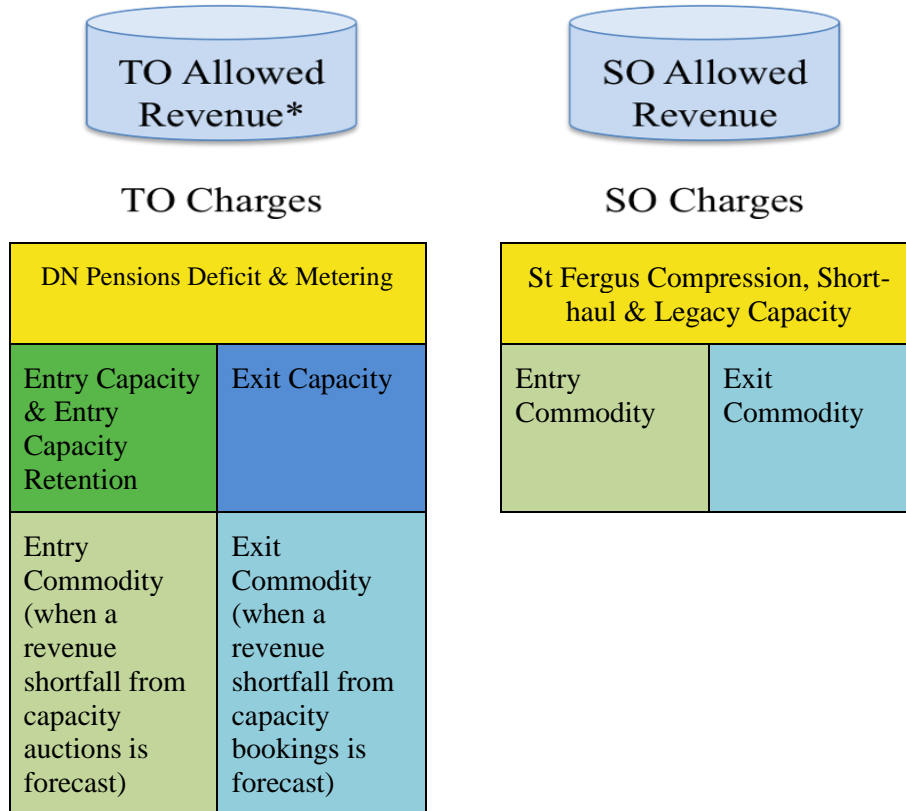 TO Allowed
Revenue*
SO Allowed
Revenue
TO Charges
SO Charges
DN Pensions Deficit & Metering
Entry Capacity
& Entry
Capacity
Retention
Exit Capacity
Entry
Commodity
(when a
revenue
shortfall from
capacity
auctions is
forecast)
Exit
Commodity
(when a
revenue
shortfall from
capacity
bookings is
forecast)
St Fergus Compression, Short-
haul & Legacy Capacity
Entry
Commodity
Exit
Commodity